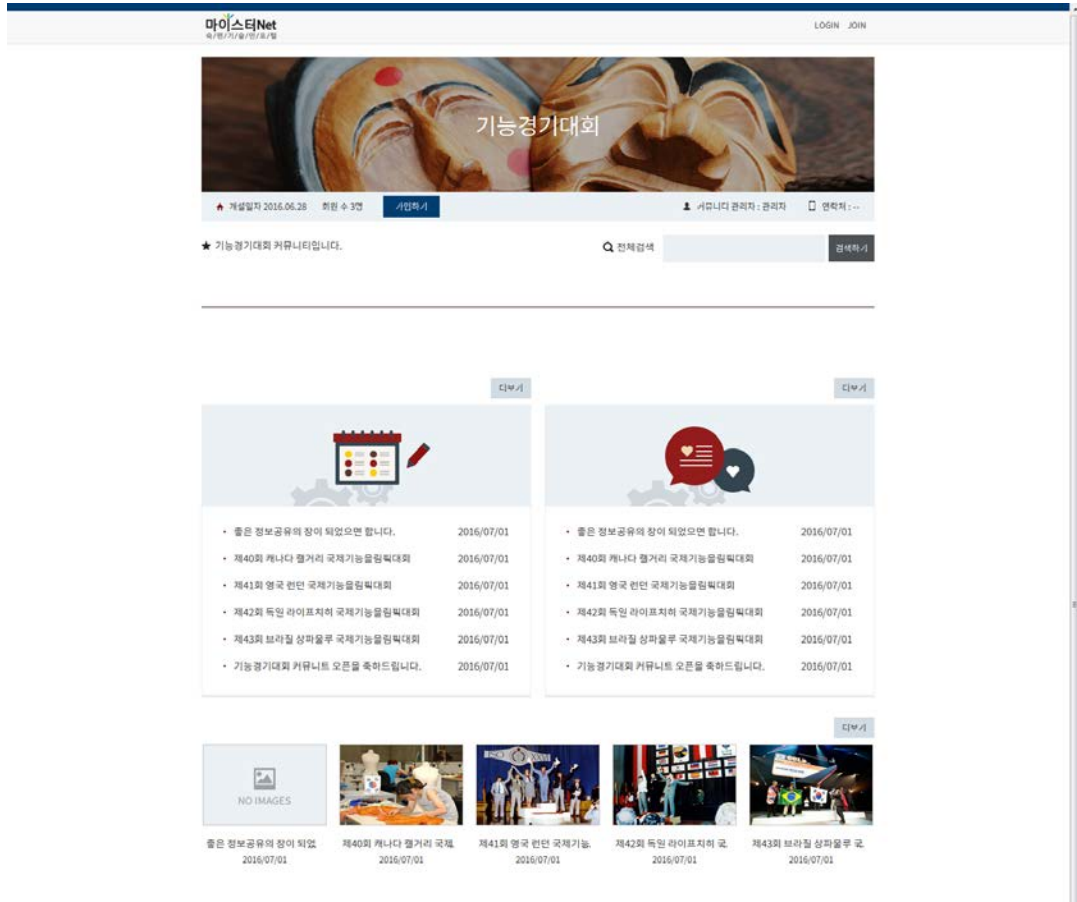 마이스터Net
숙/련/기/술/인/포/털
LOGIN JOIN
기능경기대회
개설일자 2016.06.28 회원 수 3명 가입하기 커뮤니티 관리자 : 관리자 연락처 : --
★ 기능경기대회 커뮤니티입니다. 전체검색 검색하기
더보기 더보기
• 좋은 정보공유의 장이 되었으면 합니다. 2016/07/01
• 제40회 캐나다 캘거리 국제기능올림픽대회 2016/07/01
• 제41회 영국 런던 국제기능올림픽대회 2016/07/01
• 제42회 독일 라이프치히 국제기능올림픽대회 2016/07/01
• 제43회 브라질 상파울루 국제기능올림픽대회 2016/07/01
• 기능경기대회 커뮤니트 오픈을 축하드립니다. 2016/07/01
• 좋은 정보공유의 장이 되었으면 합니다. 2016/07/01
• 제40회 캐나다 캘거리 국제기능올림픽대회 2016/07/01
• 제41회 영국 런던 국제기능올림픽대회 2016/07/01
• 제42회 독일 라이프치히 국제기능올림픽대회 2016/07/01
• 제43회 브라질 상파울루 국제기능올림픽대회 2016/07/01
• 기능경기대회 커뮤니트 오픈을 축하드립니다. 2016/07/01
더보기
NO IMAGES
좋은 정보공유의 장이 되었
2016/07/01
제40회 캐나다 캘거리 국제
2016/07/01
제41회 영국 런던 국제기능
2016/07/01
제42회 독일 라이프치히 국
2016/07/01
제43회 브라질 상파울루 국
2016/07/01